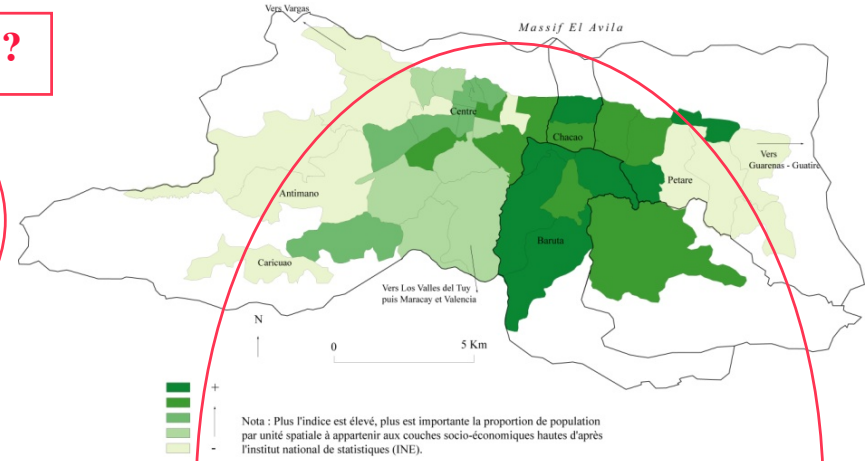 ?
Vers Vargas
Massif El Avila
Centre
Chacao
Vers
Guarenas - Guatire
Petare
Antimano
Baruta
Caricuao
Vers Los Valles del Tuy
puis Maracay et Valencia
N
0
5 Km
+
-
Nota : Plus l'indice est élevé, plus est importante la proportion de population
par unité spatiale à appartenir aux couches socio-économiques hautes d'après
l'institut national de statistiques (INE).